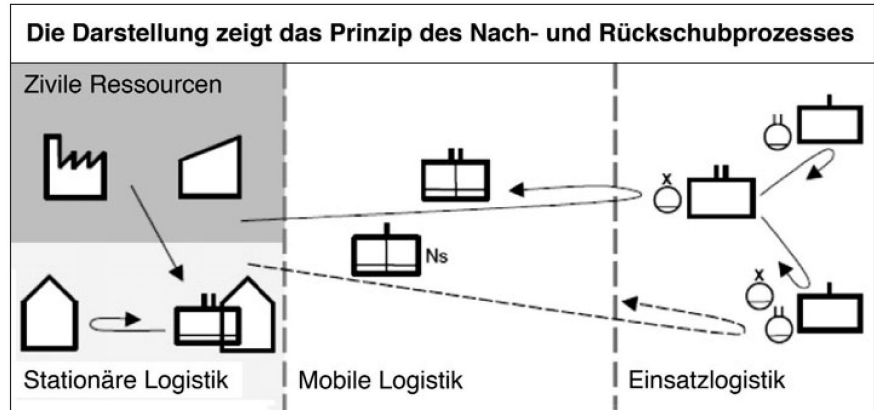 Die Darstellung zeigt das Prinzip des Nach- und Rückschubprozesses
Zivile Ressourcen
x
Ns
x
Stationäre Logistik
Mobile Logistik
Einsatzlogistik